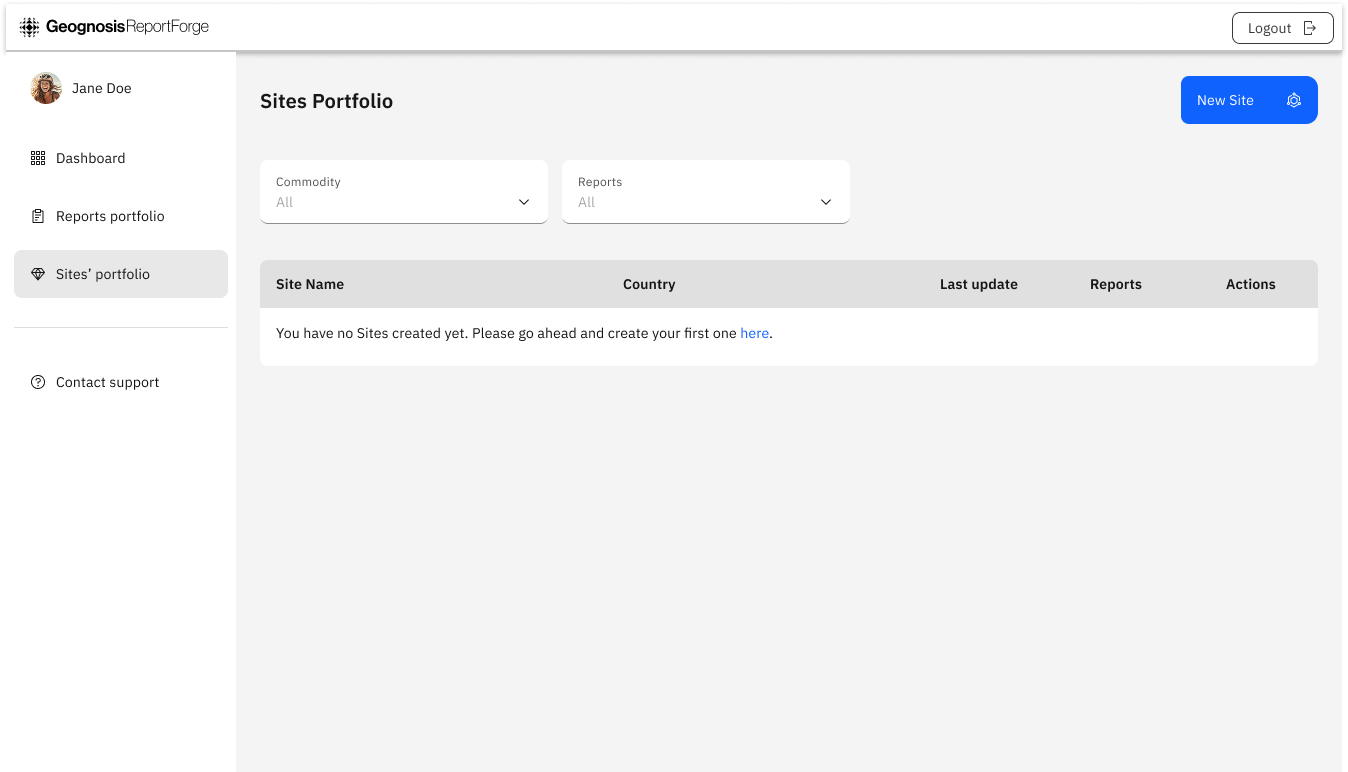 GeognosisReportForge
Logout
Jane Doe
Dashboard
Reports portfolio
Sites’ portfolio
Contact support
Sites Portfolio
New Site
Commodity
All
Reports
All
Site Name Country Last update Reports Actions
You have no Sites created yet. Please go ahead and create your first one here.